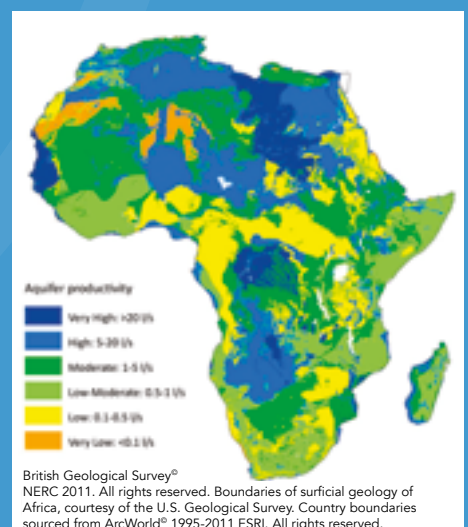 Aquifer productivity
Very High: >20 l/s
High: 5-20 l/s
Moderate: 1-5 l/s
Low-Moderate: 0.5-1 l/s
Low: 0.1-0.5 l/s
Very Low: <0.1 l/s
British Geological Survey©
NERC 2011. All rights reserved. Boundaries of surficial geology of
Africa, courtesy of the U.S. Geological Survey. Country boundaries
sourced from ArcWorld© 1995-2011 ESRI. All rights reserved.